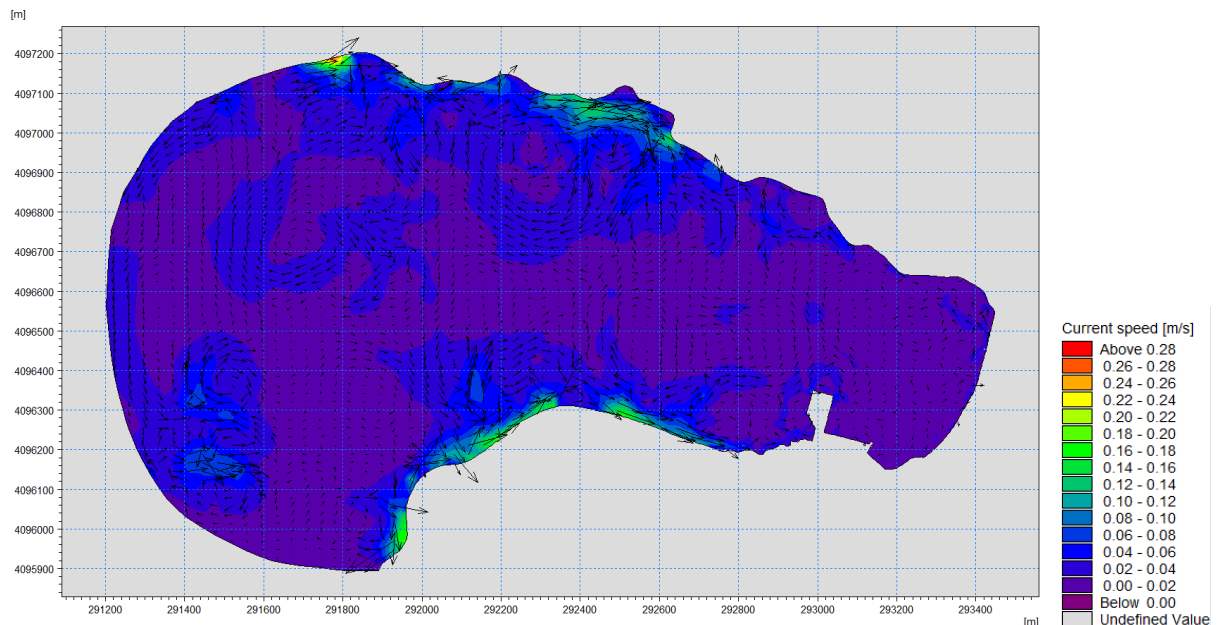 [m]
4097200
4097100
4097000
4096900
4096800
4096700
4096600
4096500
4096400
4096300
4096200
4096100
4096000
4095900
291200 291400 291600 291800 292000 292200 292400 292600 292800 293000 293200 293400
[m]
Current speed [m/s]
Above 0.28
0.26 - 0.28
0.24 - 0.26
0.22 - 0.24
0.20 - 0.22
0.18 - 0.20
0.16 - 0.18
0.14 - 0.16
0.12 - 0.14
0.10 - 0.12
0.08 - 0.10
0.06 - 0.08
0.04 - 0.06
0.02 - 0.04
0.00 - 0.02
Below 0.00
Undefined Value